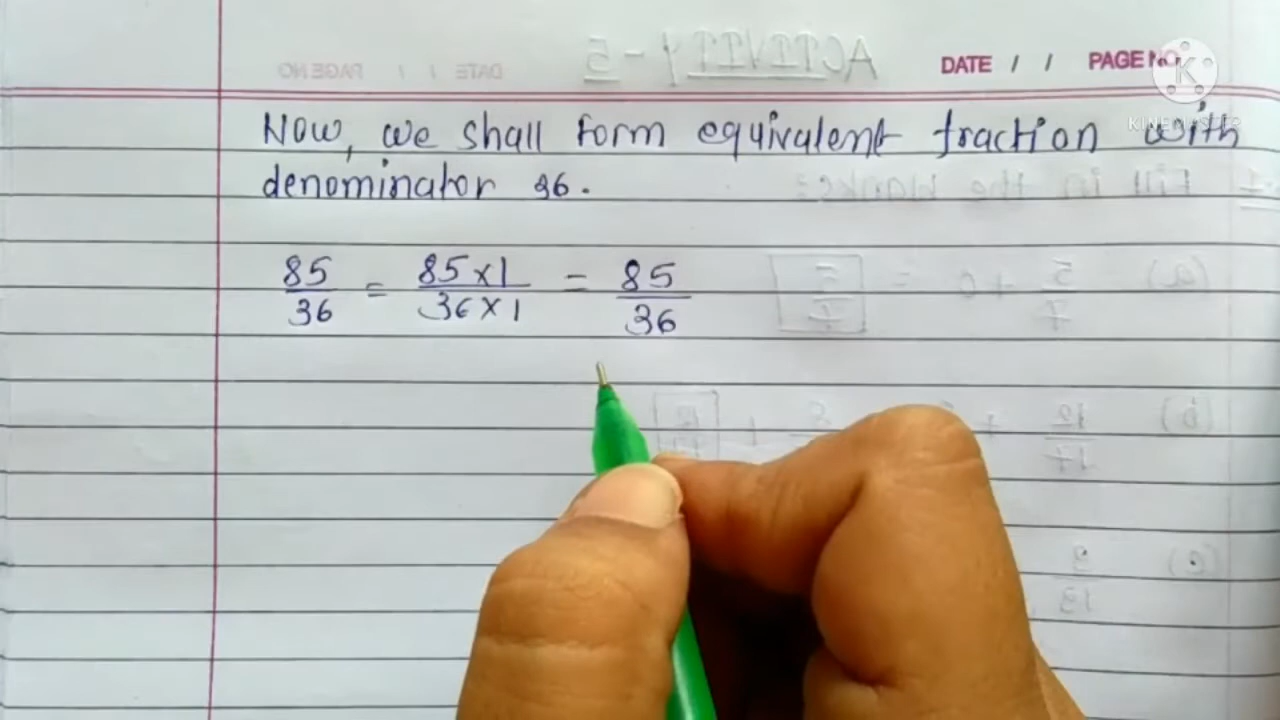 DATE / / PAGE NO.
K
KINEMASTER
Now, we shall form equivalent fraction with
denominator 36.
85/36 = 85×1/36×1 = 85/36